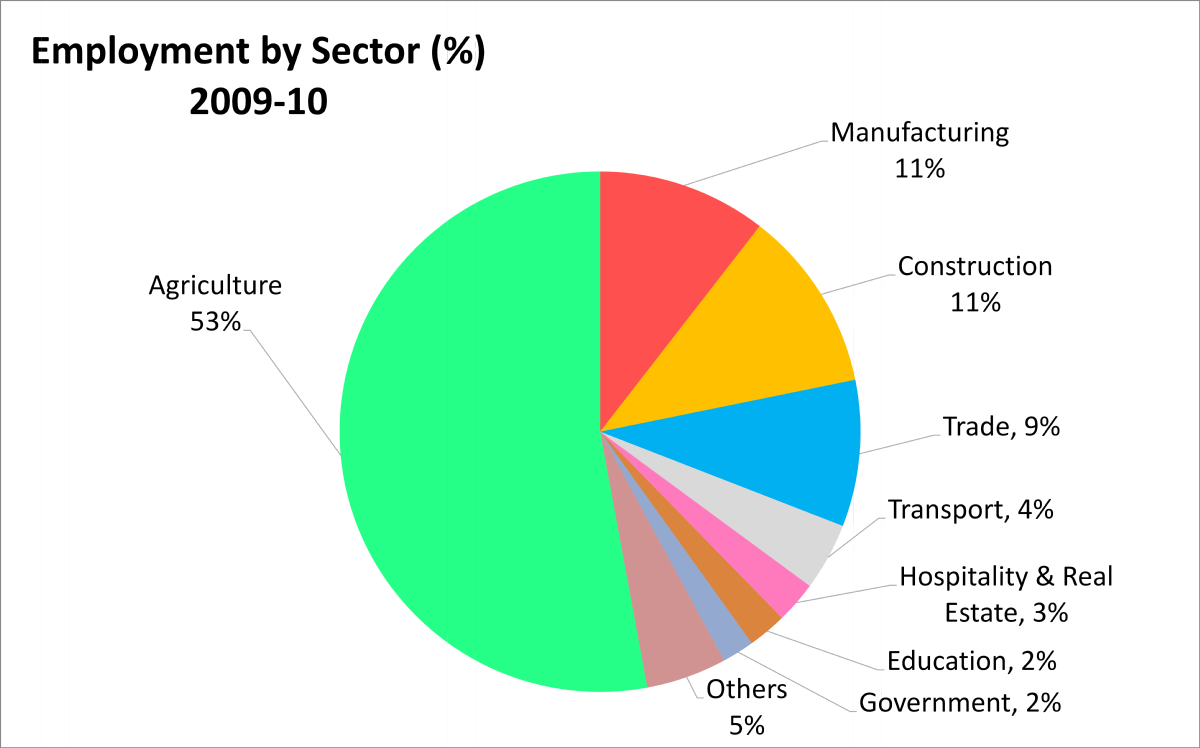 Employment by Sector (%)
2009-10
Manufacturing
11%
Construction
11%
Agriculture
53%
Trade, 9%
Transport, 4%
Hospitality & Real
Estate, 3%
Education, 2%
Government, 2%
Others
5%